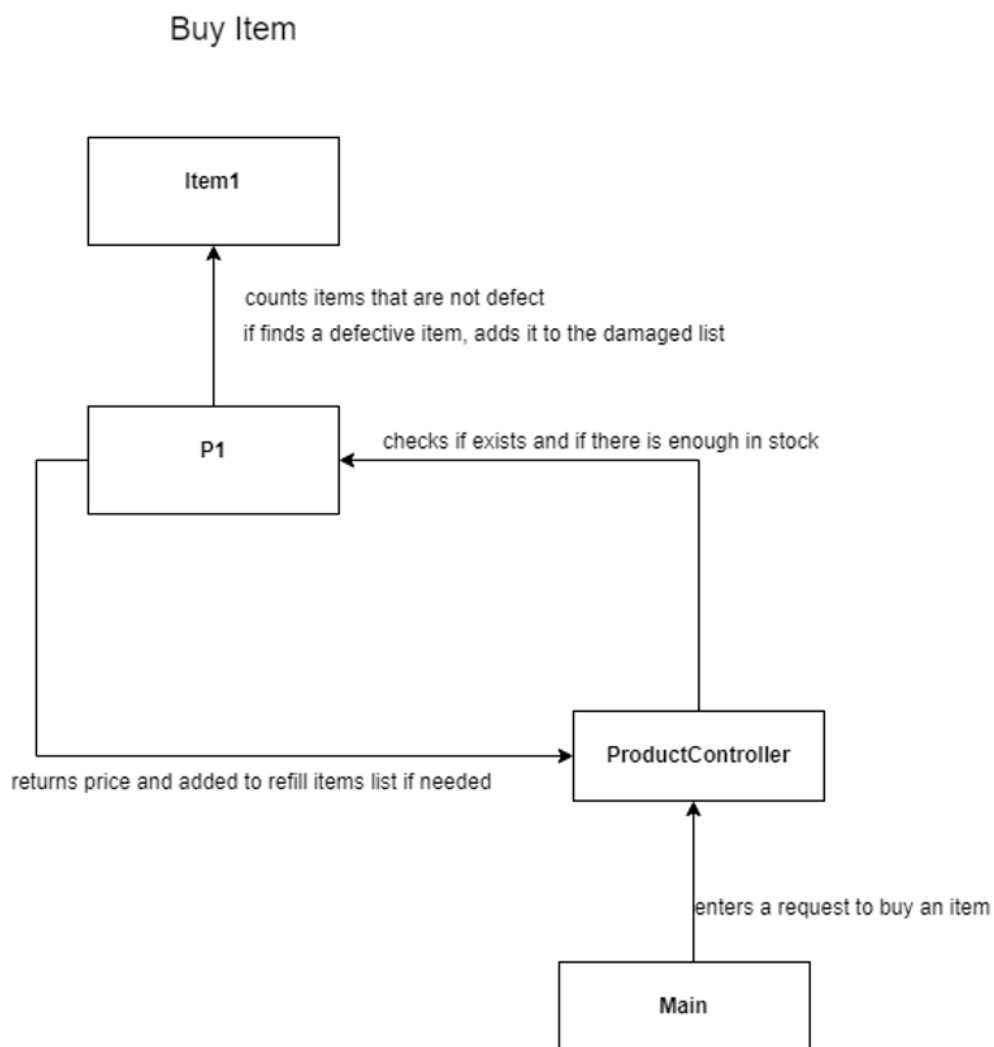 Buy Item
Item1
counts items that are not defect
if finds a defective item, adds it to the damaged list
P1
checks if exists and if there is enough in stock
ProductController
returns price and added to refill items list if needed
enters a request to buy an item
Main